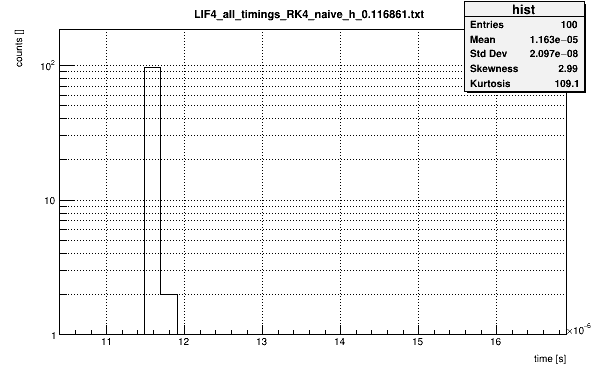 LIF4_all_timings_RK4_naive_h_0.116861.txt
hist
Entries 100
Mean 1.163e−05
Std Dev 2.097e−08
Skewness 2.99
Kurtosis 109.1
counts []
10²
10
1
11 12 13 14 15 16
×10⁻⁶
time [s]